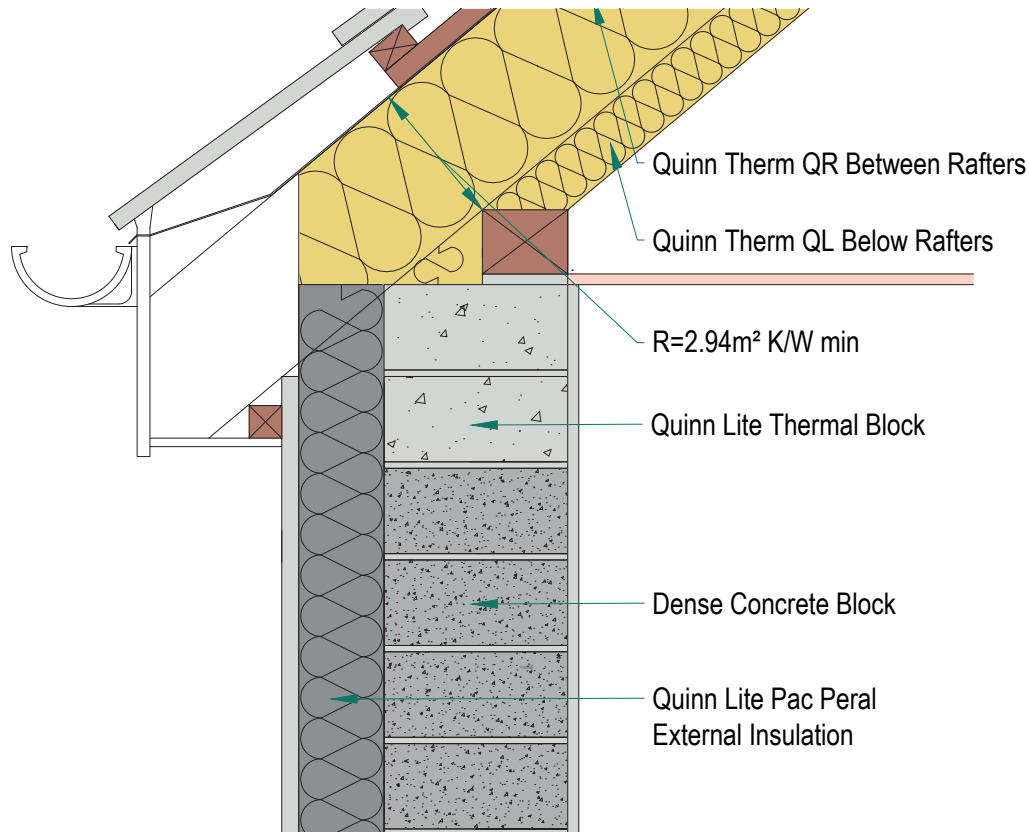 Quinn Therm QR Between Rafters
Quinn Therm QL Below Rafters
R=2.94m² K/W min
Quinn Lite Thermal Block
Dense Concrete Block
Quinn Lite Pac Peral
External Insulation